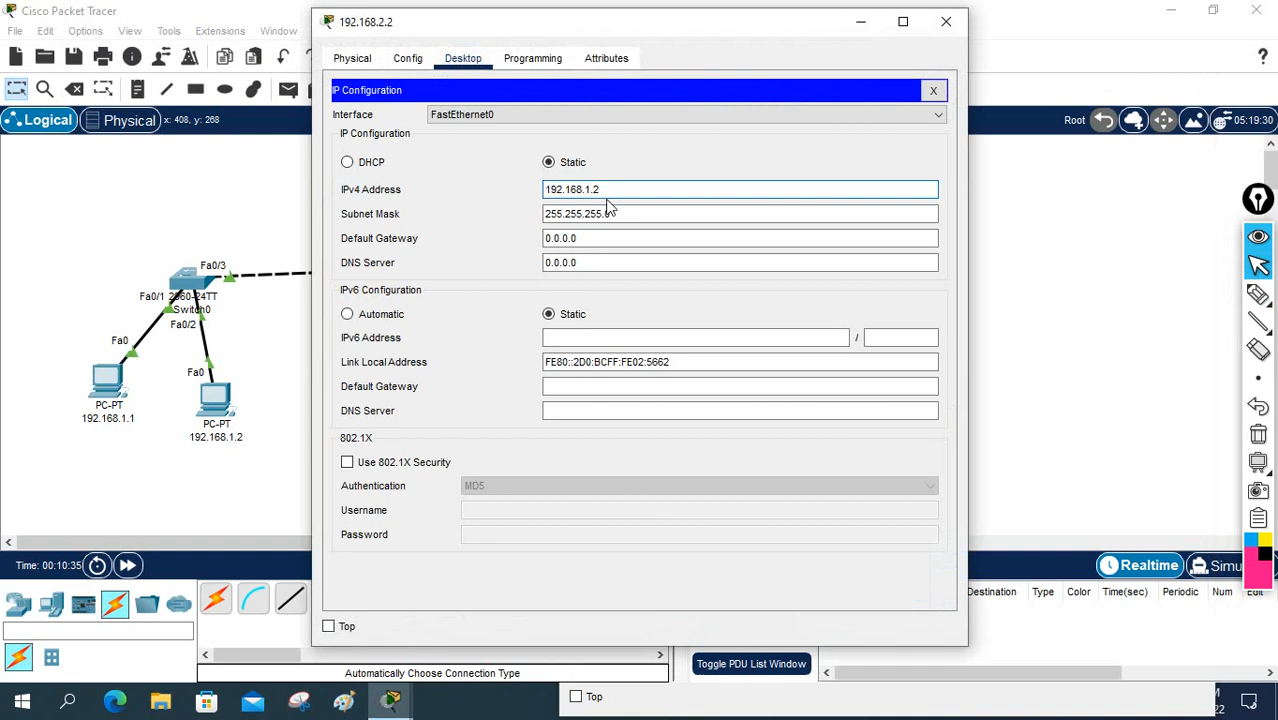 Cisco Packet Tracer
File Edit Options View Tools Extensions Window
Logical Physical x: 408, y: 268
Root 05:19:30
192.168.2.2
Physical Config Desktop Programming Attributes
IP Configuration X
Interface FastEthernet0
IP Configuration
DHCP Static
IPv4 Address 192.168.1.2
Subnet Mask 255.255.255.
Default Gateway 0.0.0.0
DNS Server 0.0.0.0
IPv6 Configuration
Automatic Static
IPv6 Address /
Link Local Address FE80::2D0:BCFF:FE02:5662
Default Gateway
DNS Server
802.1X
Use 802.1X Security
Authentication MD5
Username
Password
Top
Fa0/3
Fa0/1 2960-24TT
Switch0
Fa0/2
Fa0
Fa0
PC-PT
192.168.1.1
PC-PT
192.168.1.2
Time: 00:10:35
Realtime Simu
Destination Type Color Time(sec) Periodic Num Edit
Toggle PDU List Window
Automatically Choose Connection Type
Top
M
22